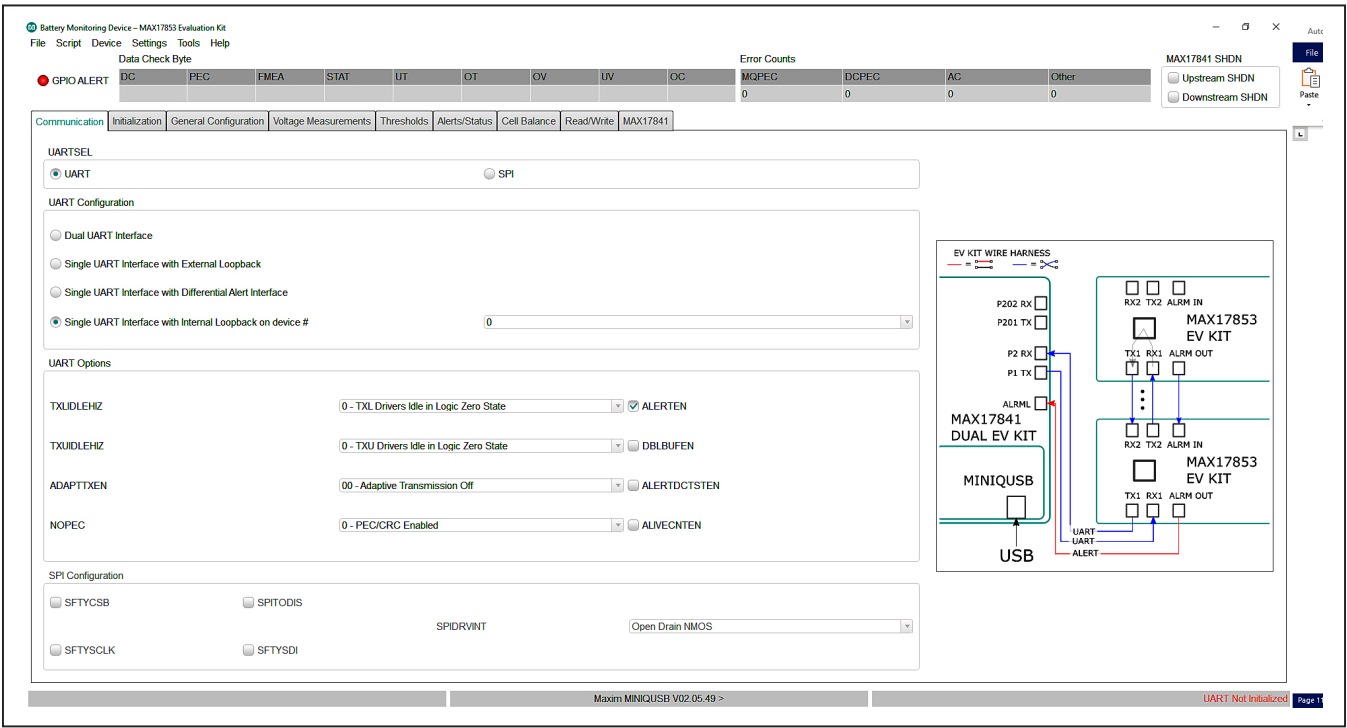 Battery Monitoring Device – MAX17853 Evaluation Kit
File Script Device Settings Tools Help
Auto
Data Check Byte
Error Counts
MAX17841 SHDN
File
GPIO ALERT
DC PEC FMEA STAT UT OT OV UV OC MQPEC DCPEC AC Other
0 0 0 0
Upstream SHDN
Downstream SHDN
Paste
Communication Initialization General Configuration Voltage Measurements Thresholds Alerts/Status Cell Balance Read/Write MAX17841
UARTSEL
UART SPI
UART Configuration
Dual UART Interface
Single UART Interface with External Loopback
Single UART Interface with Differential Alert Interface
Single UART Interface with Internal Loopback on device # 0
UART Options
TXLIDLEHIZ 0 - TXL Drivers Idle in Logic Zero State ALERTEN
TXUIDLEHIZ 0 - TXU Drivers Idle in Logic Zero State DBLBUFEN
ADAPTTXEN 00 - Adaptive Transmission Off ALERTDCTSTEN
NOPEC 0 - PEC/CRC Enabled ALIVECNTEN
SPI Configuration
SFTYCSB SPITODIS
SPIDRVINT Open Drain NMOS
SFTYSCLK SFTYSDI
EV KIT WIRE HARNESS
= =
P202 RX
P201 TX
P2 RX
P1 TX
ALRML
MAX17841
DUAL EV KIT
MINIQUSB
USB
RX2 TX2 ALRM IN
MAX17853
EV KIT
TX1 RX1 ALRM OUT
RX2 TX2 ALRM IN
MAX17853
EV KIT
TX1 RX1 ALRM OUT
UART
UART
ALERT
Maxim MINIQUSB V02.05.49 >
UART Not Initialized
Page 11